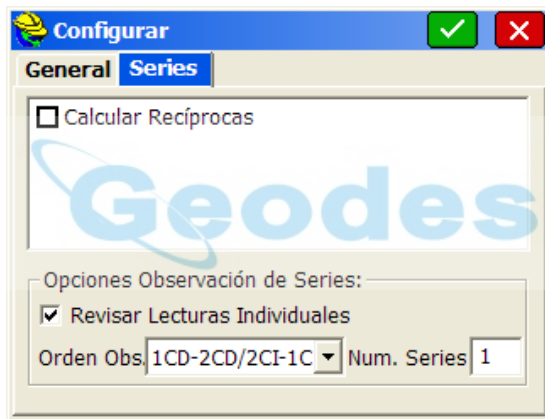 Configurar
General Series
Calcular Recíprocas
Geodes
Opciones Observación de Series:
Revisar Lecturas Individuales
Orden Obs. 1CD-2CD/2CI-1C Num. Series 1